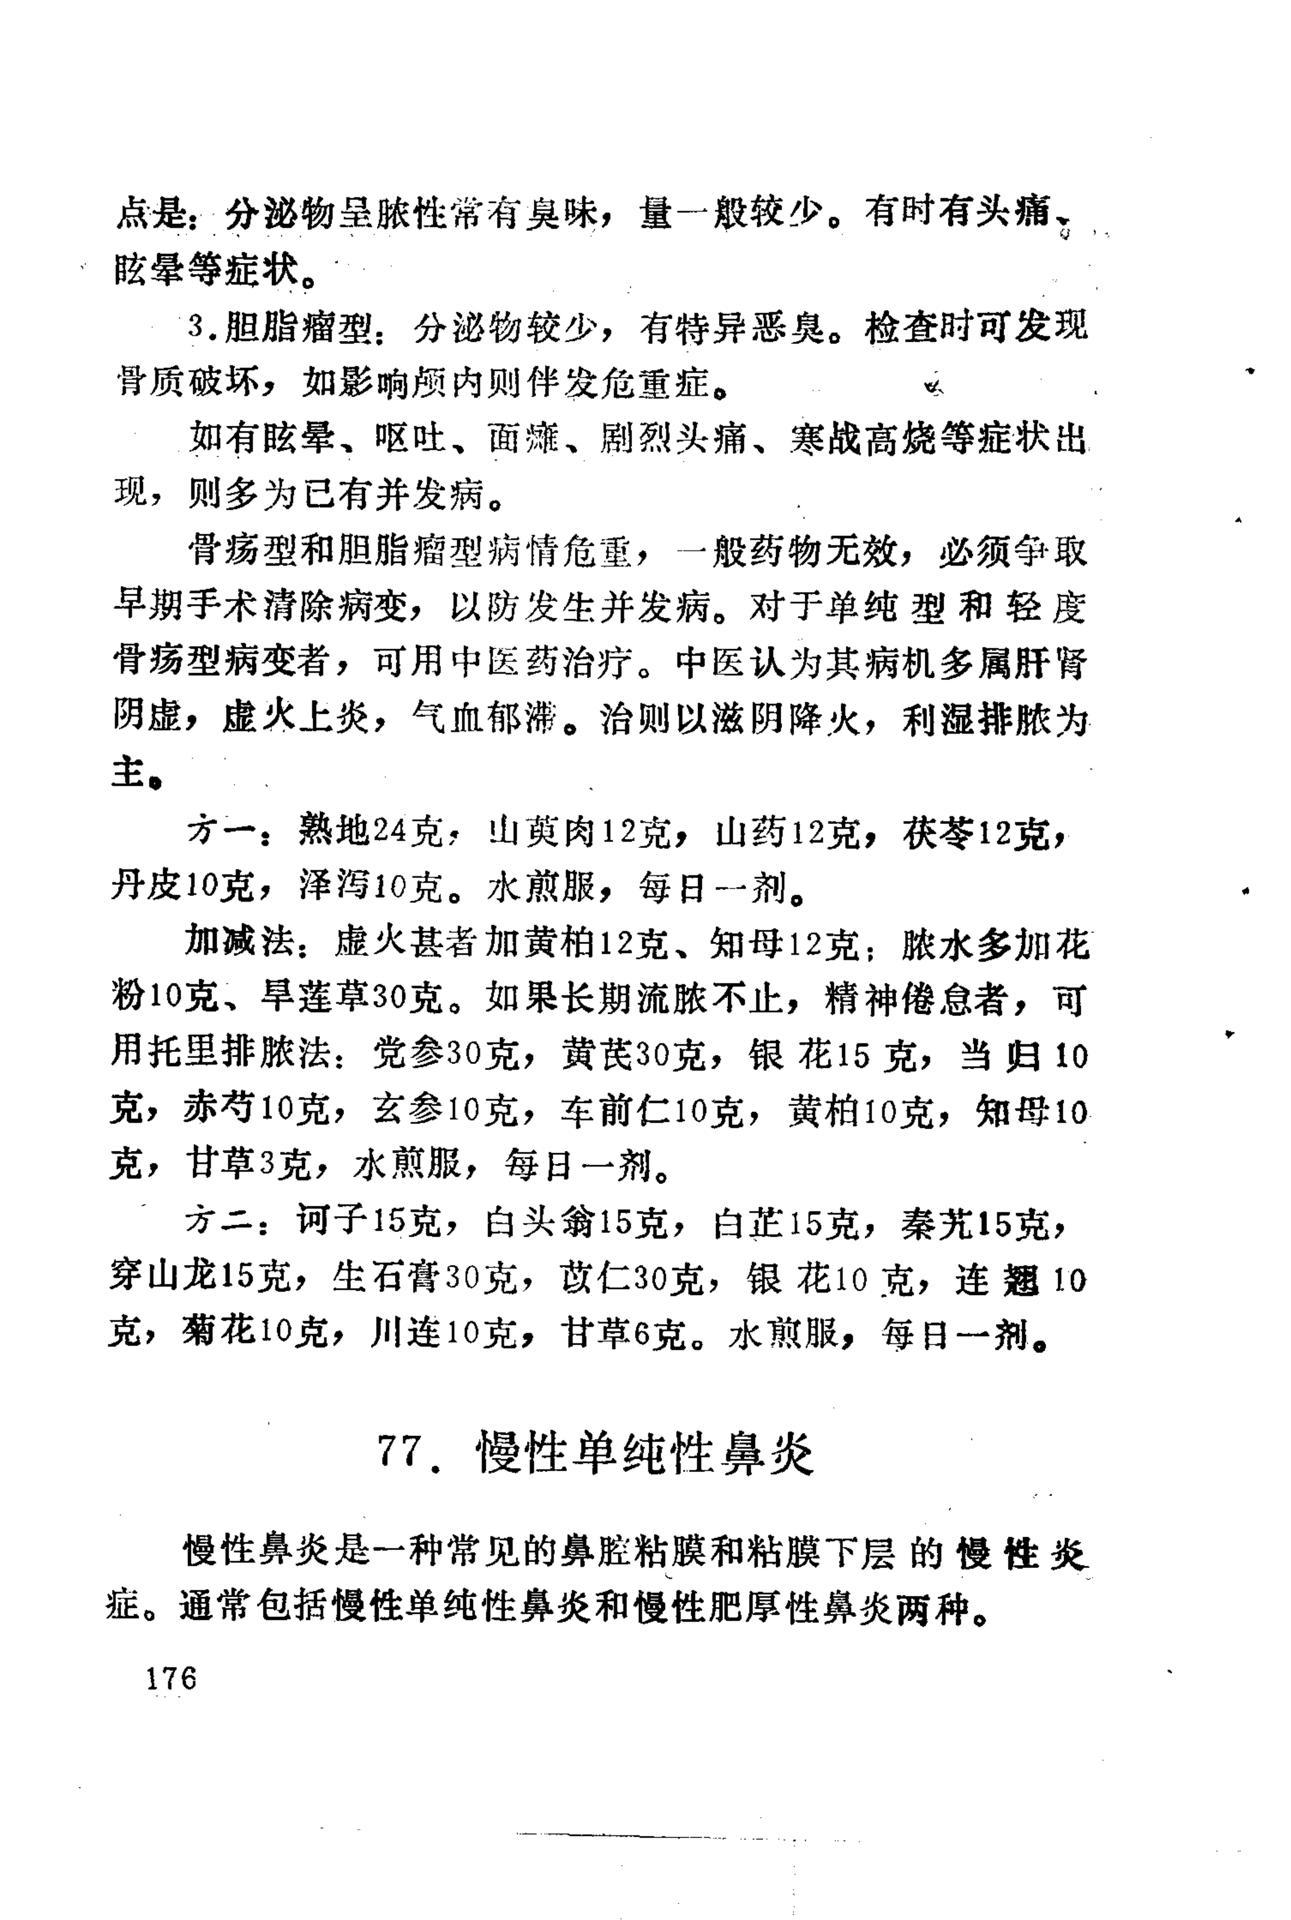 点是：分泌物呈脓性常有臭味，量一般较少。有时有头痛、
眩晕等症状。
3.胆脂瘤型：分泌物较少，有特异恶臭。检查时可发现
骨质破坏，如影响颅内则伴发危重症。
如有眩晕、呕吐、面瘫、剧烈头痛、寒战高烧等症状出
现，则多为已有并发病。
骨疡型和胆脂瘤型病情危重，一般药物无效，必须争取
早期手术清除病变，以防发生并发病。对于单纯型和轻度
骨疡型病变者，可用中医药治疗。中医认为其病机多属肝肾
阴虚，虚火上炎，气血郁滞。治则以滋阴降火，利湿排脓为
主。
方一：熟地24克，山萸肉12克，山药12克，茯苓12克，
丹皮10克，泽泻10克。水煎服，每日一剂。
加减法：虚火甚者加黄柏12克、知母12克；脓水多加花
粉10克、旱莲草30克。如果长期流脓不止，精神倦怠者，可
用托里排脓法：党参30克，黄芪30克，银花15克，当归10
克，赤芍10克，玄参10克，车前仁10克，黄柏10克，知母10
克，甘草3克，水煎服，每日一剂。
方二：诃子15克，白头翁15克，白芷15克，秦艽15克，
穿山龙15克，生石膏30克，苡仁30克，银花10克，连翘10
克，菊花10克，川连10克，甘草6克。水煎服，每日一剂。
77．慢性单纯性鼻炎
慢性鼻炎是一种常见的鼻腔粘膜和粘膜下层的慢性炎
症。通常包括慢性单纯性鼻炎和慢性肥厚性鼻炎两种。
176